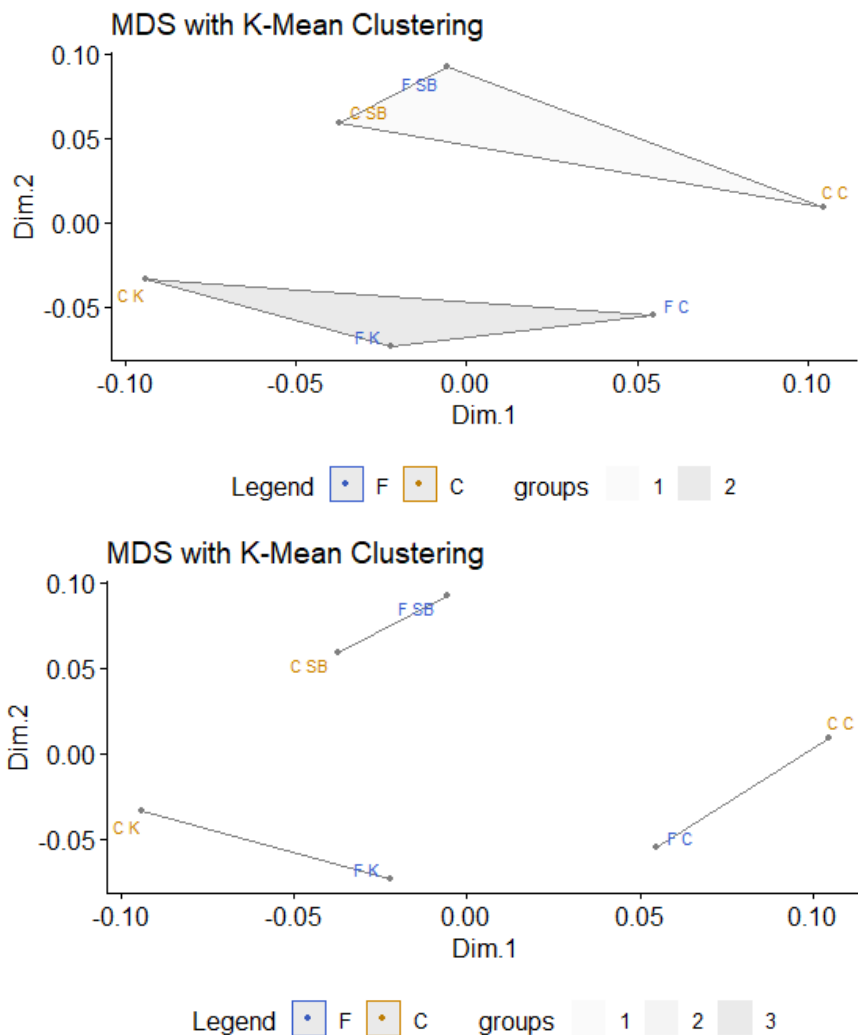 MDS with K-Mean Clustering
0.10
F SB
C SB
0.05
C C
Dim.2
0.00
C K
F C
-0.05
F K
-0.10 -0.05 0.00 0.05 0.10
Dim.1
Legend F C groups 1 2
MDS with K-Mean Clustering
0.10
F SB
C SB
0.05
C C
Dim.2
0.00
C K
F C
-0.05
F K
-0.10 -0.05 0.00 0.05 0.10
Dim.1
Legend F C groups 1 2 3